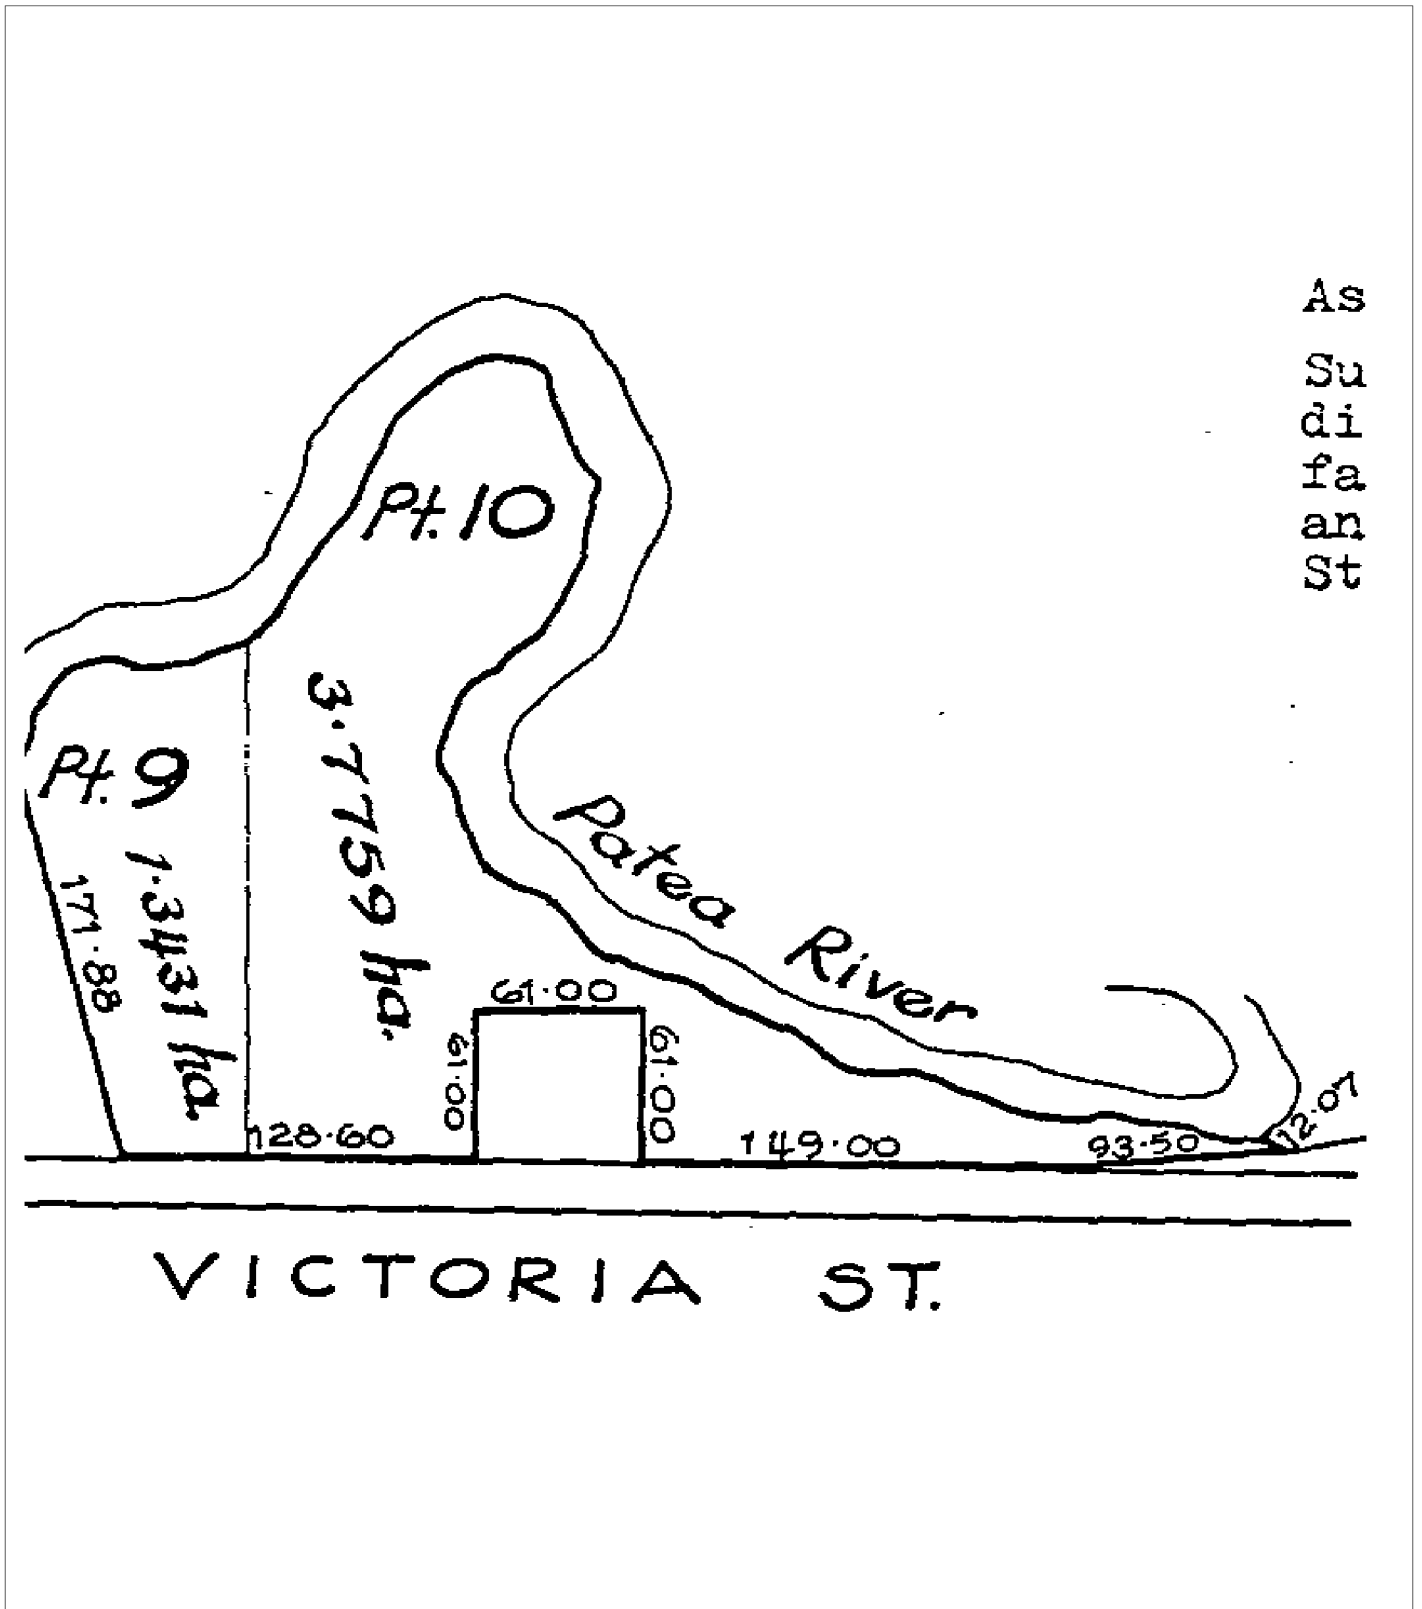 As
Su
di
fa
an
St
Pt. 10
3·7759 ha.
Pt. 9
1·3431 ha.
171·88
Patea River
61·00
61·00
61·00
128·60
149·00
93·50
12·07
VICTORIA ST.